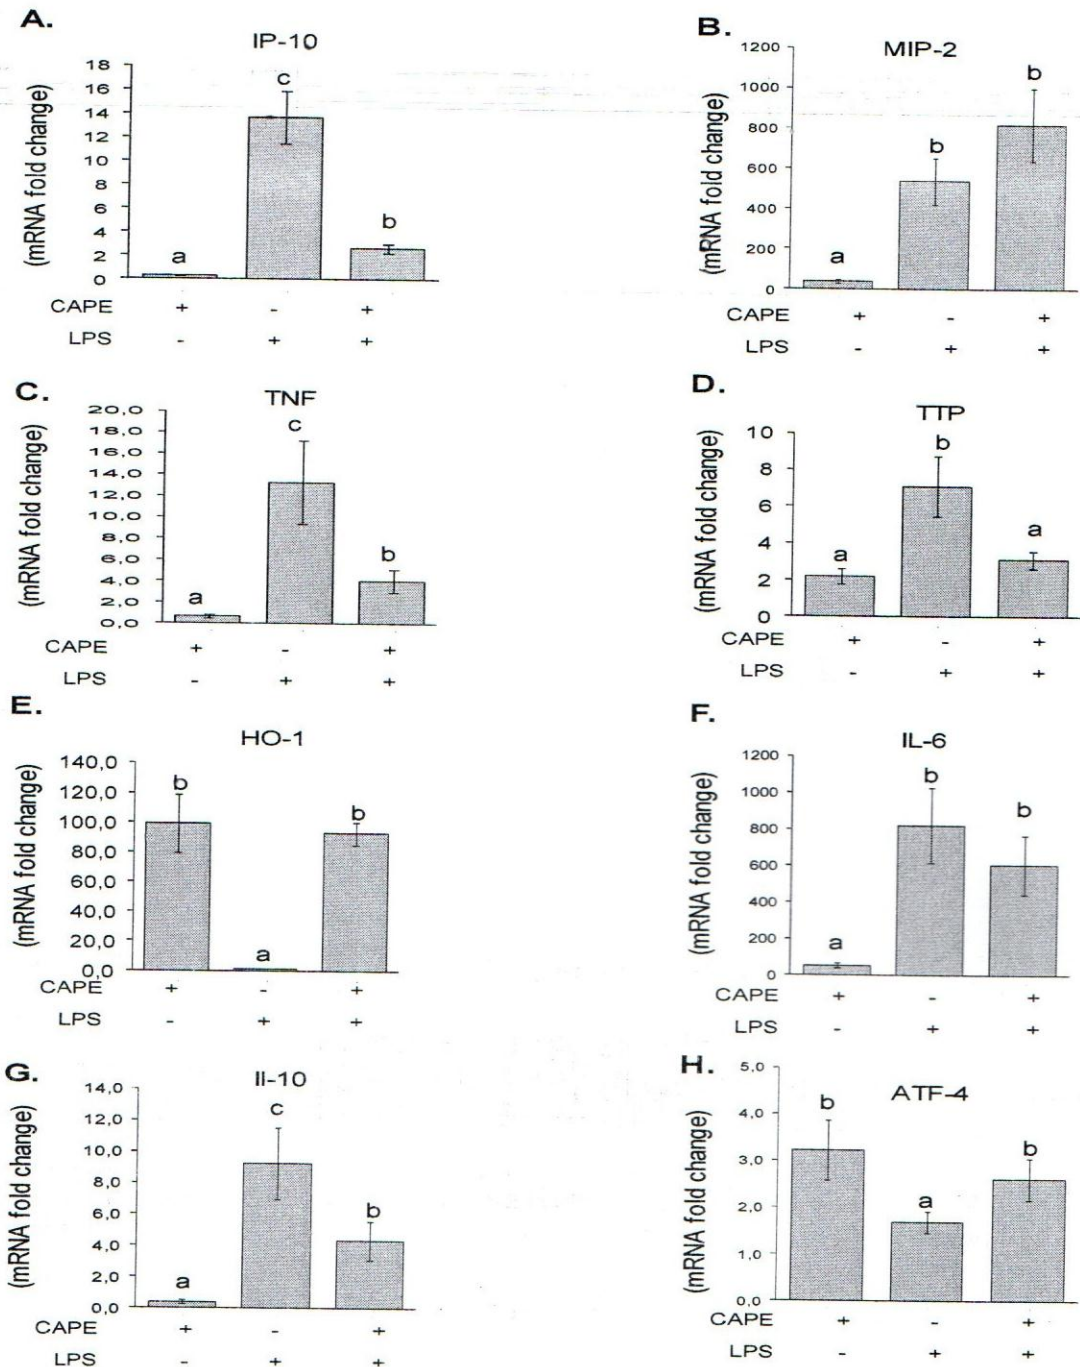 A.
IP-10
(mRNA fold change)
18
16
14
12
10
8
6
4
2
0
c
a
b
CAPE + - +
LPS - + +
B.
MIP-2
(mRNA fold change)
1200
1000
800
600
400
200
0
b
b
a
CAPE + - +
LPS - + +
C.
TNF
(mRNA fold change)
20,0
18,0
16,0
14,0
12,0
10,0
8,0
6,0
4,0
2,0
0,0
c
b
a
CAPE + - +
LPS - + +
D.
TTP
(mRNA fold change)
10
8
6
4
2
0
b
a
a
CAPE + - +
LPS - + +
E.
HO-1
(mRNA fold change)
140,0
120,0
100,0
80,0
60,0
40,0
20,0
0,0
b
b
a
CAPE + - +
LPS - + +
F.
IL-6
(mRNA fold change)
1200
1000
800
600
400
200
0
b
b
a
CAPE + - +
LPS - + +
G.
Il-10
(mRNA fold change)
14,0
12,0
10,0
8,0
6,0
4,0
2,0
0,0
c
b
a
CAPE + - +
LPS - + +
H.
ATF-4
(mRNA fold change)
5,0
4,0
3,0
2,0
1,0
0,0
b
b
a
CAPE + - +
LPS - + +